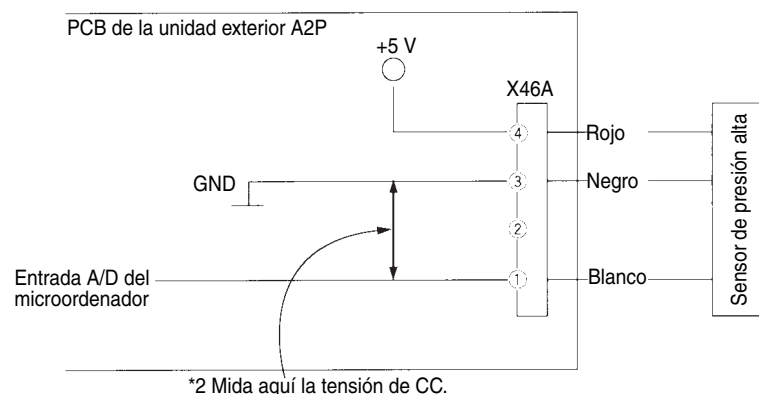 PCB de la unidad exterior A2P
+5 V
X46A
4
Rojo
GND
3
Negro
2
Entrada A/D del
microordenador
1
Blanco
Sensor de presión alta
*2 Mida aquí la tensión de CC.